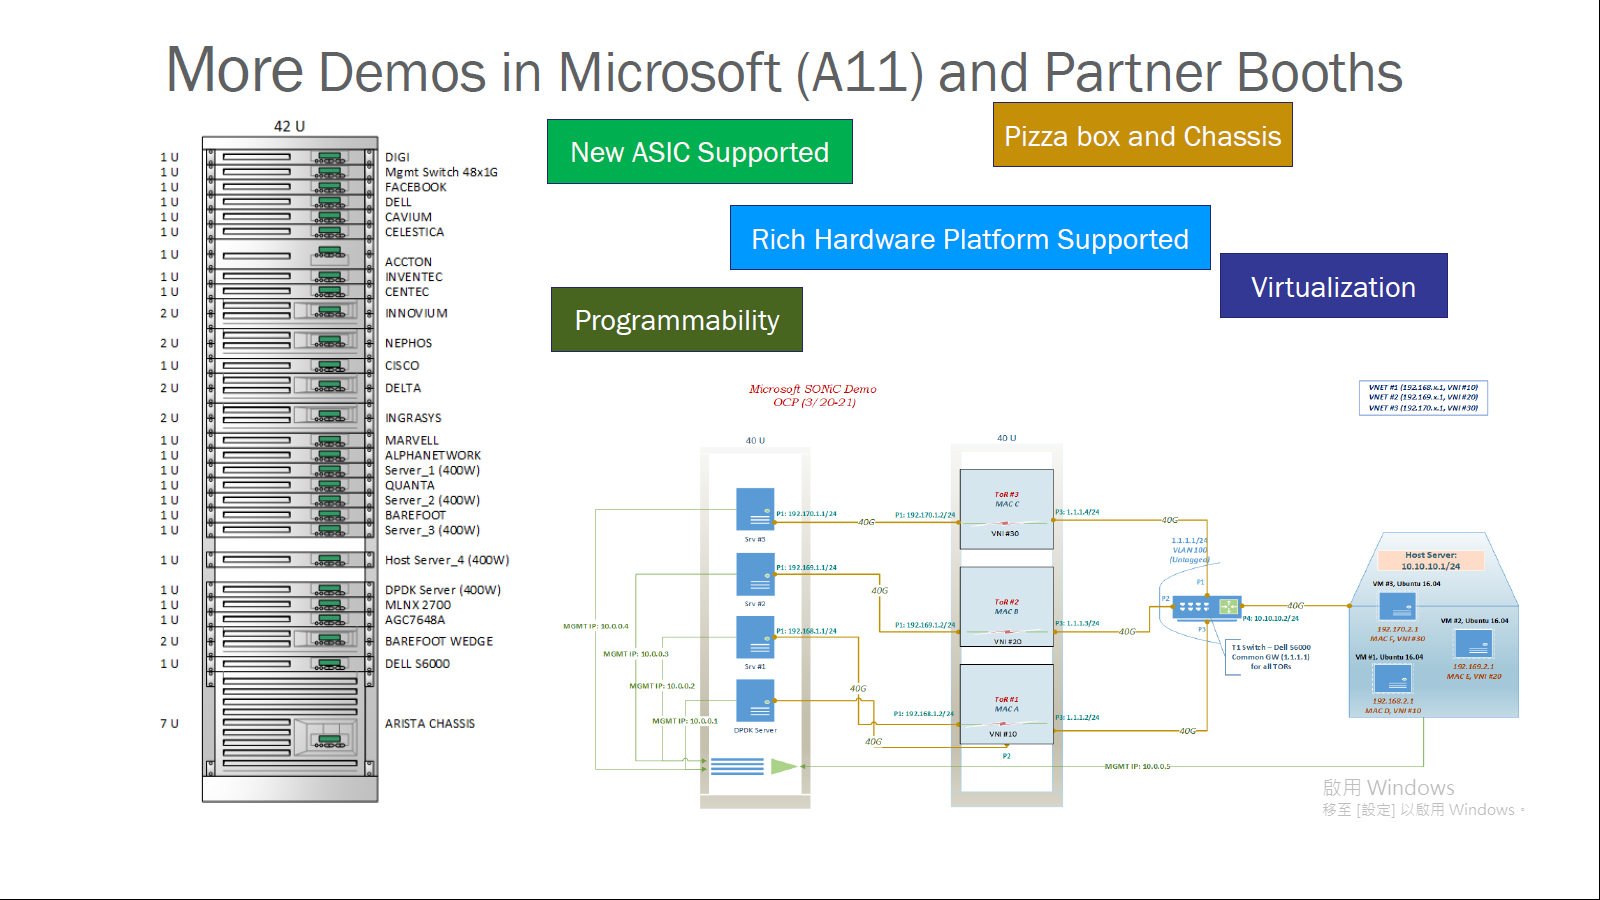 More Demos in Microsoft (A11) and Partner Booths
42 U
1 U DIGI
1 U Mgmt Switch 48x1G
1 U FACEBOOK
1 U DELL
1 U CAVIUM
1 U CELESTICA
1 U ACCTON
1 U INVENTEC
1 U CENTEC
2 U INNOVIUM
2 U NEPHOS
1 U CISCO
2 U DELTA
2 U INGRASYS
1 U MARVELL
1 U ALPHANETWORK
1 U Server_1 (400W)
1 U QUANTA
1 U Server_2 (400W)
1 U BAREFOOT
1 U Server_3 (400W)
1 U Host Server_4 (400W)
1 U DPDK Server (400W)
1 U MLNX 2700
1 U AGC7648A
2 U BAREFOOT WEDGE
1 U DELL S6000
7 U ARISTA CHASSIS
New ASIC Supported
Pizza box and Chassis
Rich Hardware Platform Supported
Virtualization
Programmability
Microsoft SONiC Demo
OCP (3/20-21)
VNET #1 (192.168.x.1, VNI #10)
VNET #2 (192.169.x.1, VNI #20)
VNET #3 (192.170.x.1, VNI #30)
40 U
40 U
P1: 192.170.1.1/24
Srv #3
P1: 192.169.1.1/24
Srv #2
P1: 192.168.1.1/24
Srv #1
DPDK Server
MGMT IP: 10.0.0.4
MGMT IP: 10.0.0.3
MGMT IP: 10.0.0.2
MGMT IP: 10.0.0.1
40G
40G
40G
40G
P1: 192.170.1.2/24
ToR #3
MAC C
VNI #30
P3: 1.1.1.4/24
P1: 192.169.1.2/24
ToR #2
MAC B
VNI #20
P3: 1.1.1.3/24
P1: 192.168.1.2/24
ToR #1
MAC A
VNI #10
P3: 1.1.1.2/24
P2
40G
40G
40G
1.1.1.1/24
VLAN 100
(Untagged)
P1
P2
P3
P4: 10.10.10.2/24
40G
T1 Switch – Dell S6000
Common GW (1.1.1.1)
for all TORs
MGMT IP: 10.0.0.5
Host Server:
10.10.10.1/24
VM #3, Ubuntu 16.04
192.170.2.1
MAC F, VNI #30
VM #2, Ubuntu 16.04
192.169.2.1
MAC E, VNI #20
VM #1, Ubuntu 16.04
192.168.2.1
MAC D, VNI #10
啟用 Windows
移至 [設定] 以啟用 Windows。